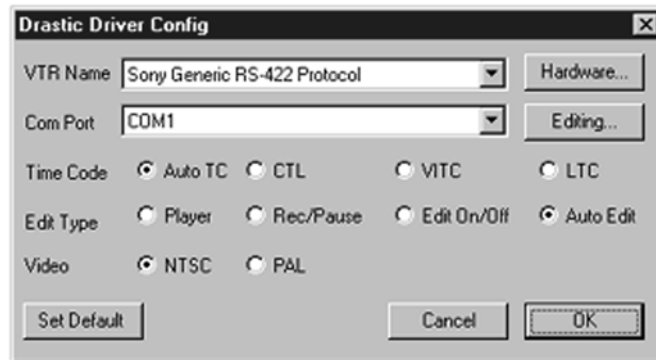 Drastic Driver Config
VTR Name Sony Generic RS-422 Protocol Hardware...
Com Port COM1 Editing...
Time Code Auto TC CTL VITC LTC
Edit Type Player Rec/Pause Edit On/Off Auto Edit
Video NTSC PAL
Set Default Cancel OK